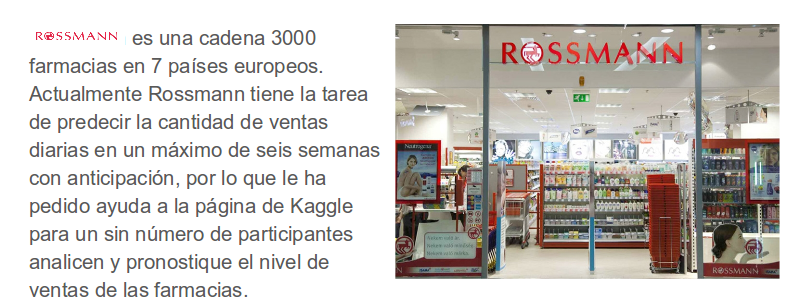 ROSSMANN es una cadena 3000
farmacias en 7 países europeos.
Actualmente Rossmann tiene la tarea
de predecir la cantidad de ventas
diarias en un máximo de seis semanas
con anticipación, por lo que le ha
pedido ayuda a la página de Kaggle
para un sin número de participantes
analicen y pronostique el nivel de
ventas de las farmacias.
ROSSMANN
Neutrogena
ROSSMANN